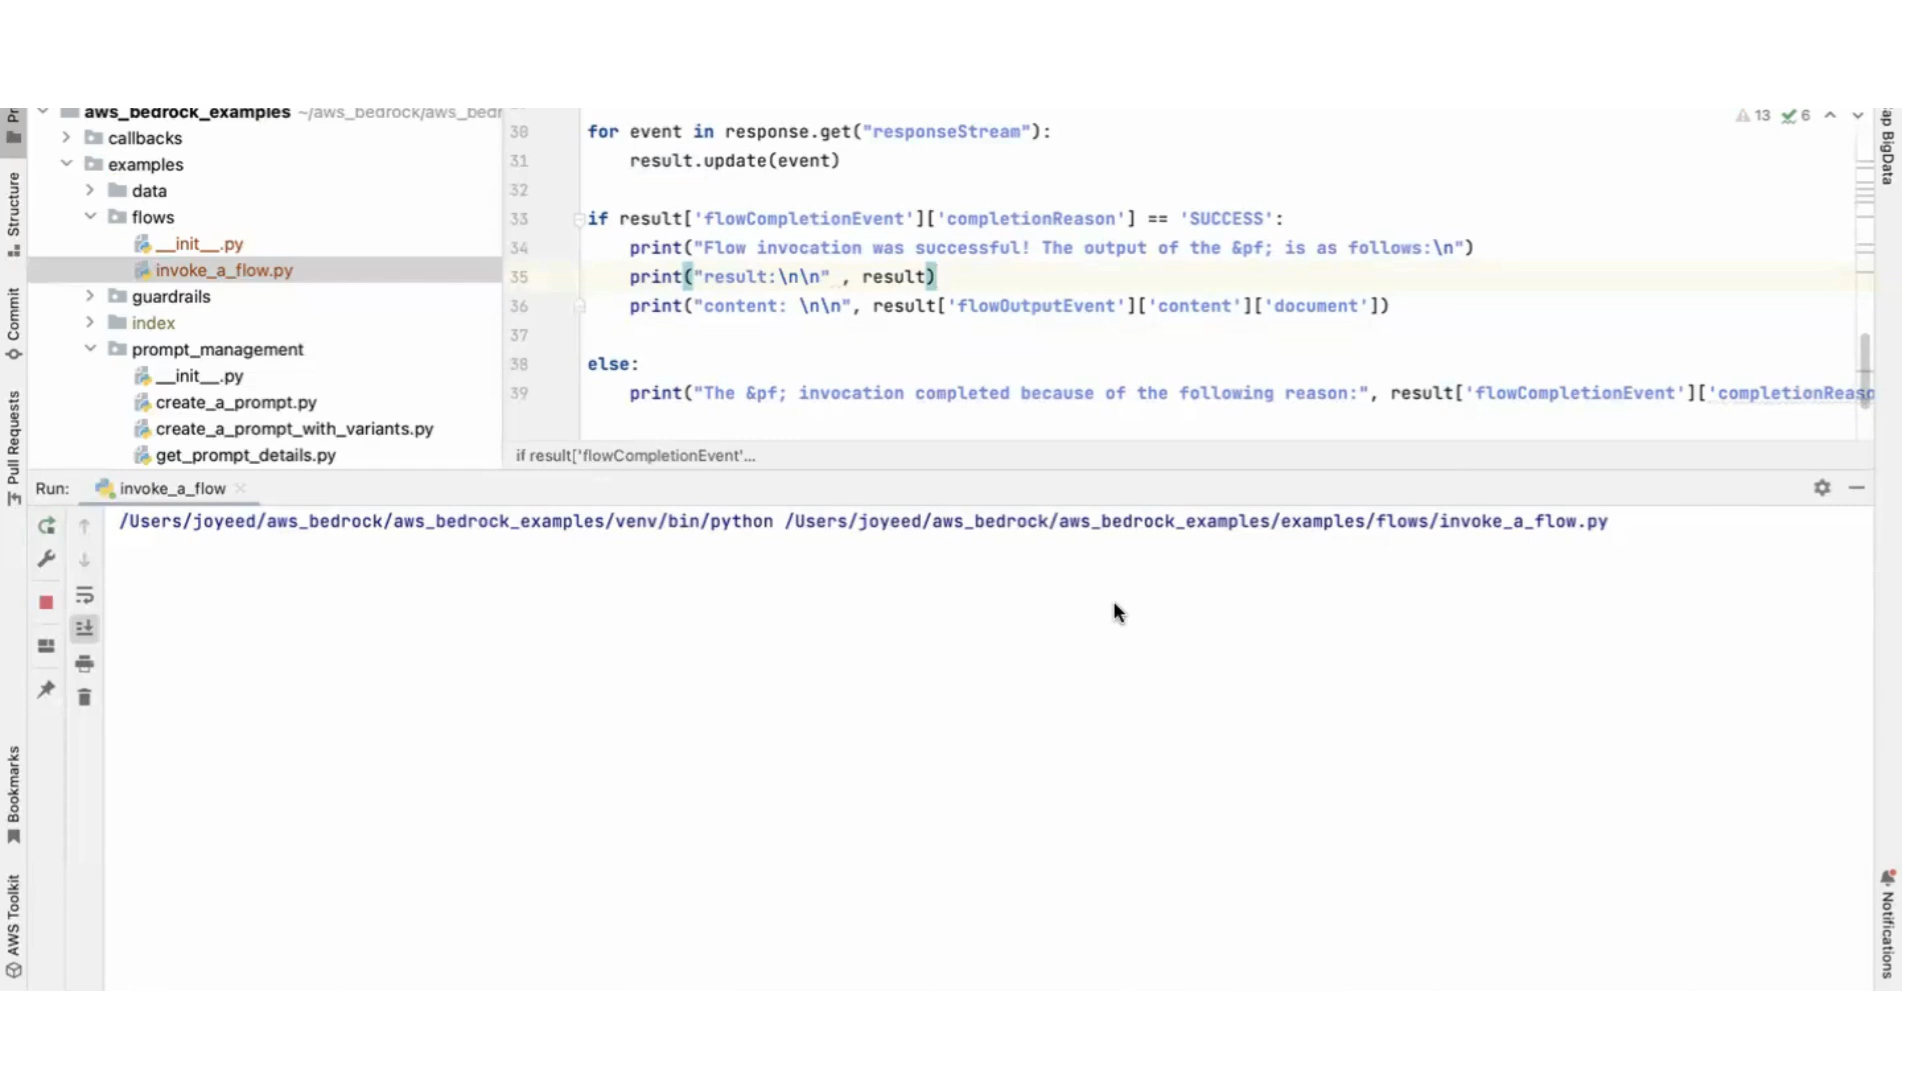 Pr
aws_bedrock_examples ~/aws_bedrock/aws_bedr
callbacks
examples
data
flows
__init__.py
invoke_a_flow.py
guardrails
index
prompt_management
__init__.py
create_a_prompt.py
create_a_prompt_with_variants.py
get_prompt_details.py
Structure
Commit
Pull Requests
Bookmarks
AWS Toolkit
30 for event in response.get("responseStream"):
31 result.update(event)
32
33 if result['flowCompletionEvent']['completionReason'] == 'SUCCESS':
34 print("Flow invocation was successful! The output of the &pf; is as follows:\n")
35 print("result:\n\n" , result)
36 print("content: \n\n", result['flowOutputEvent']['content']['document'])
37
38 else:
39 print("The &pf; invocation completed because of the following reason:", result['flowCompletionEvent']['completionReaso
13 6
if result['flowCompletionEvent'...
ap BigData
Notifications
Run: invoke_a_flow
/Users/joyeed/aws_bedrock/aws_bedrock_examples/venv/bin/python /Users/joyeed/aws_bedrock/aws_bedrock_examples/examples/flows/invoke_a_flow.py